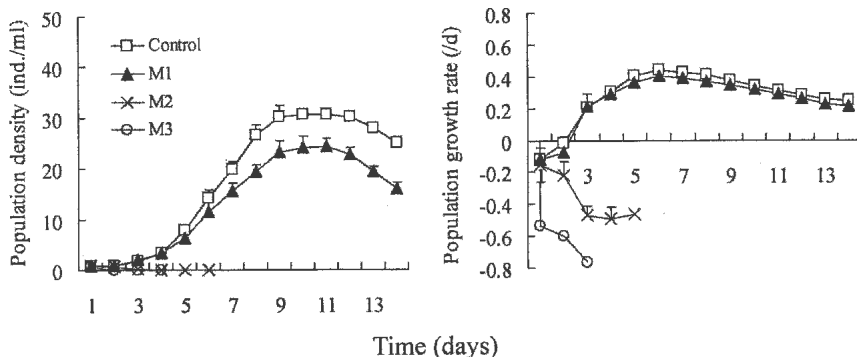 Population density (ind./ml)
50
40
30
20
10
0
Control
M1
M2
M3
1 3 5 7 9 11 13
Population growth rate (/d)
0.8
0.6
0.4
0.2
0
-0.2
-0.4
-0.6
-0.8
1 3 5 7 9 11 13
Time (days)